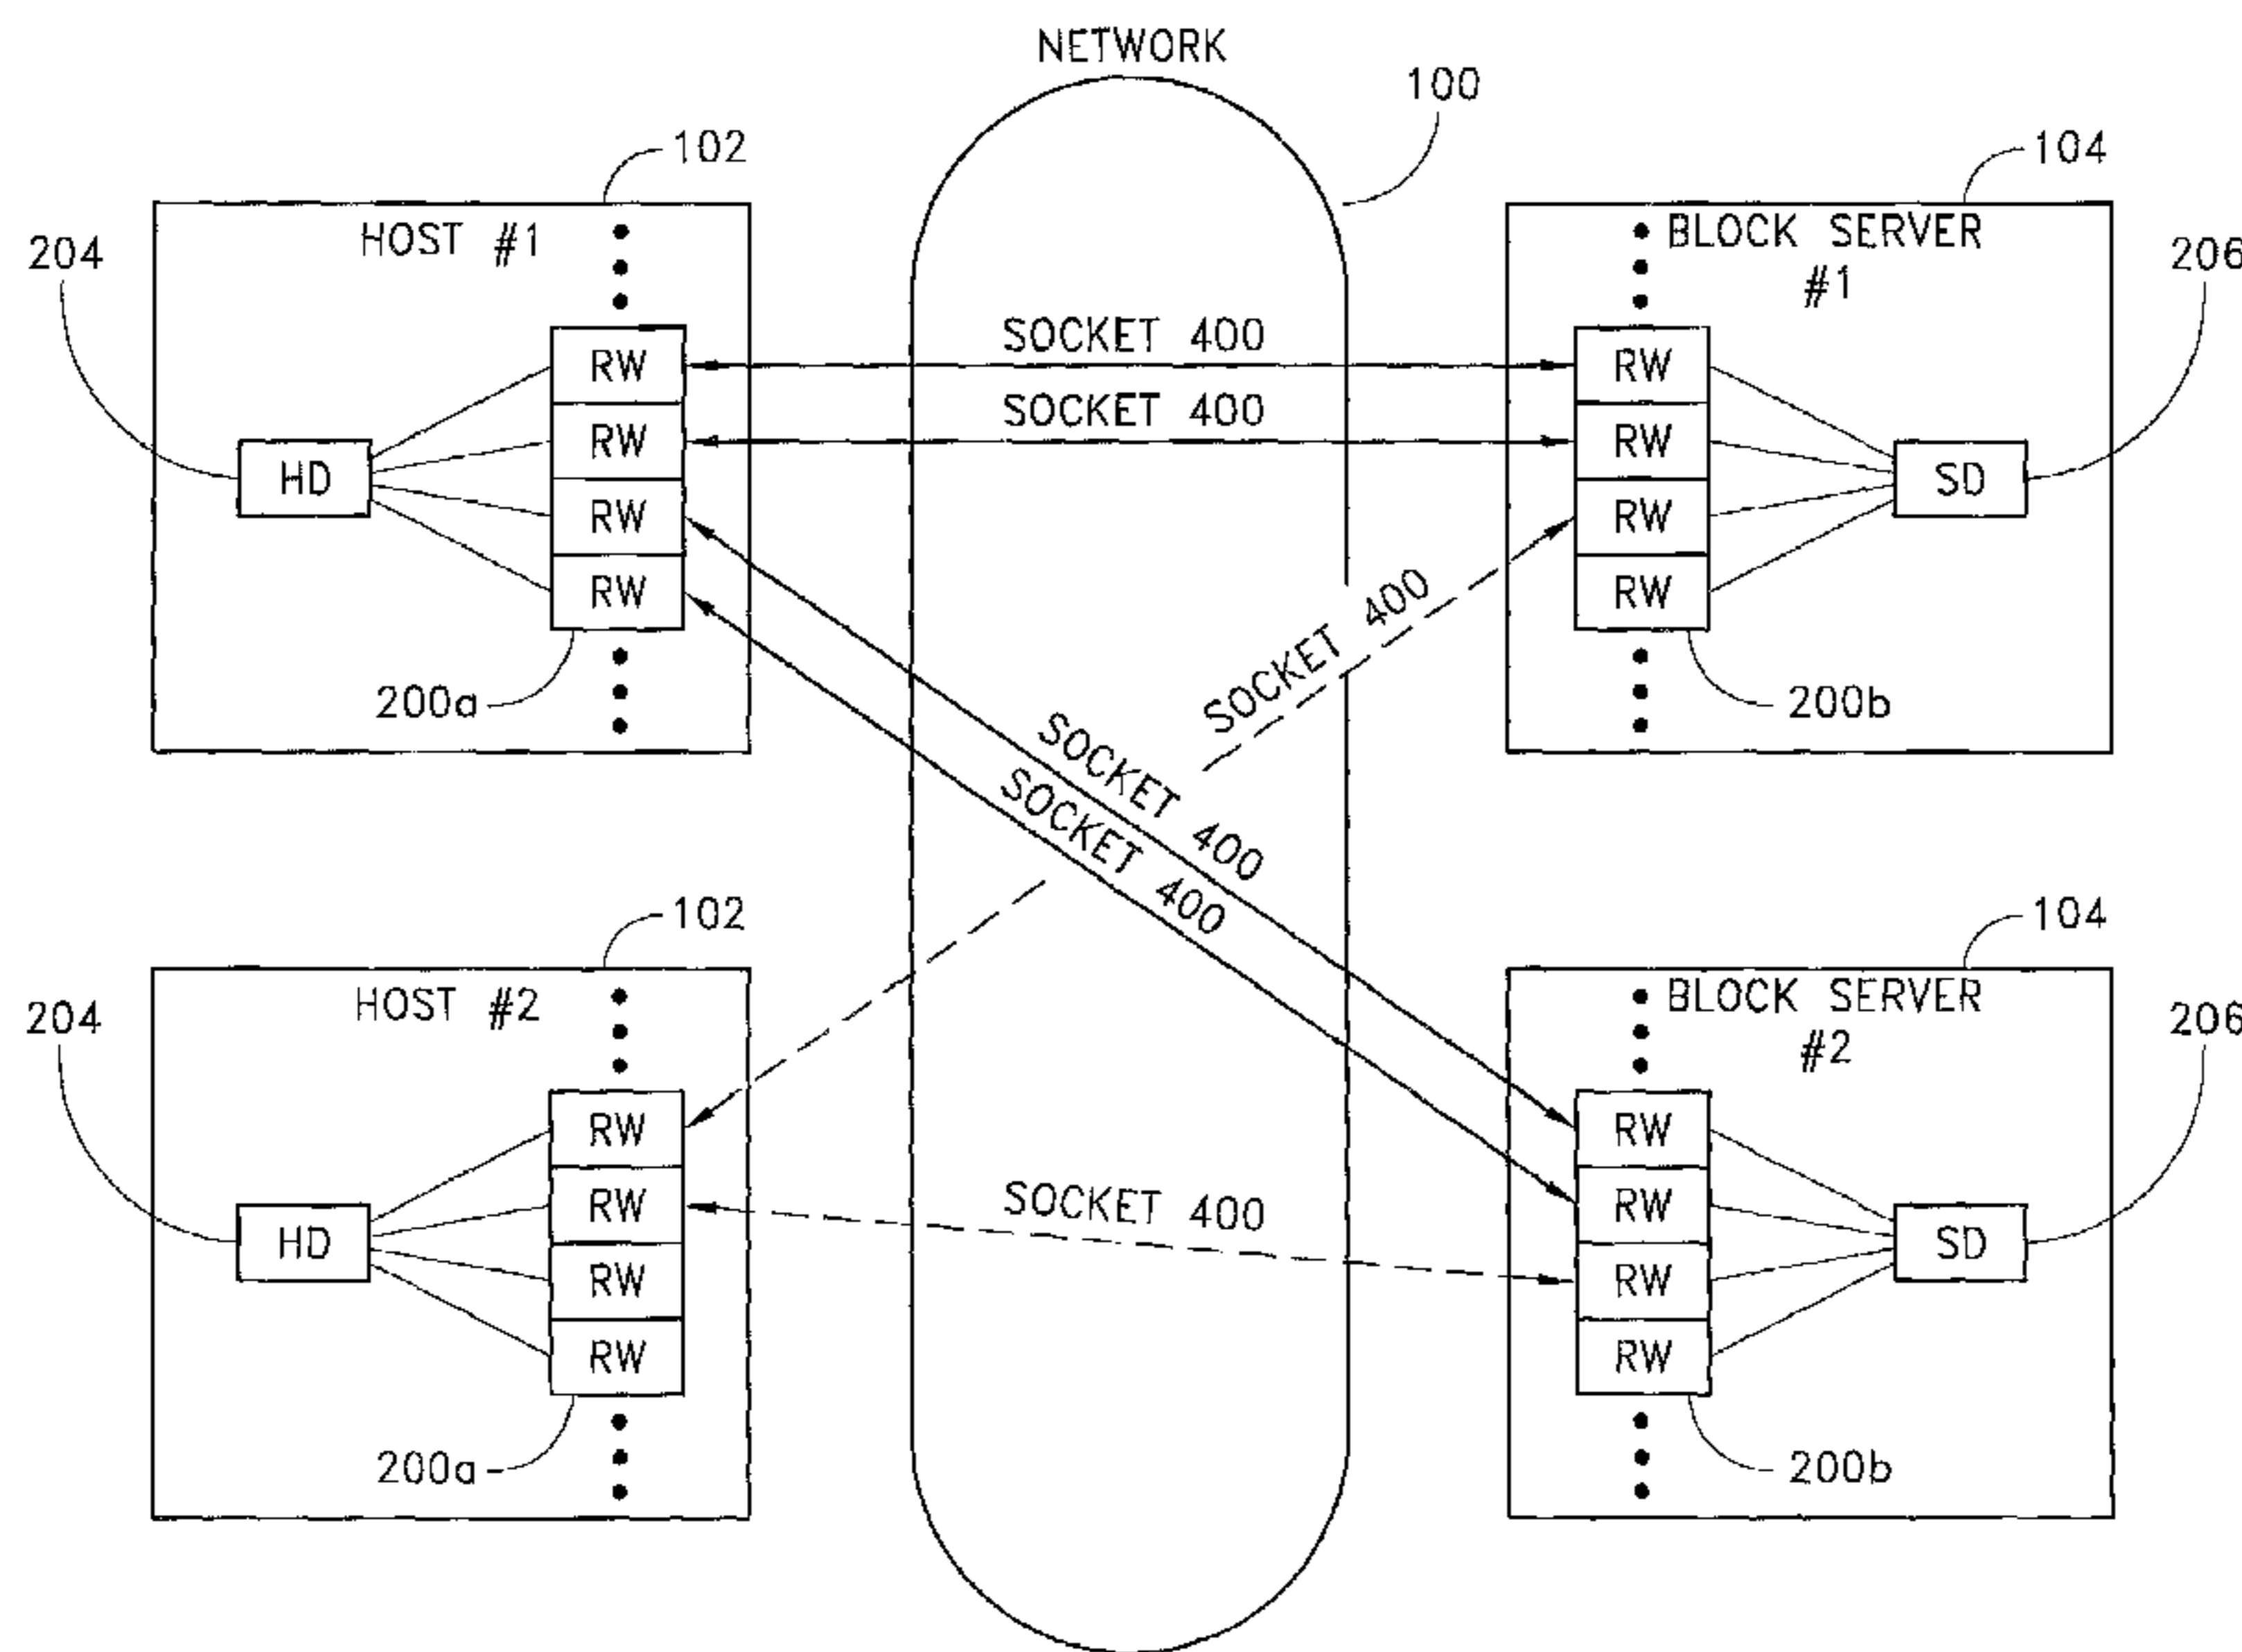 NETWORK
100
102
104
HOST #1
BLOCK SERVER
#1
204
206
SOCKET 400
RW
RW
SOCKET 400
RW
RW
HD
SD
RW
RW
RW
RW
200a
200b
SOCKET 400
SOCKET 400
SOCKET 400
102
104
HOST #2
BLOCK SERVER
#2
204
206
RW
RW
SOCKET 400
RW
RW
HD
SD
RW
RW
RW
RW
200a
200b